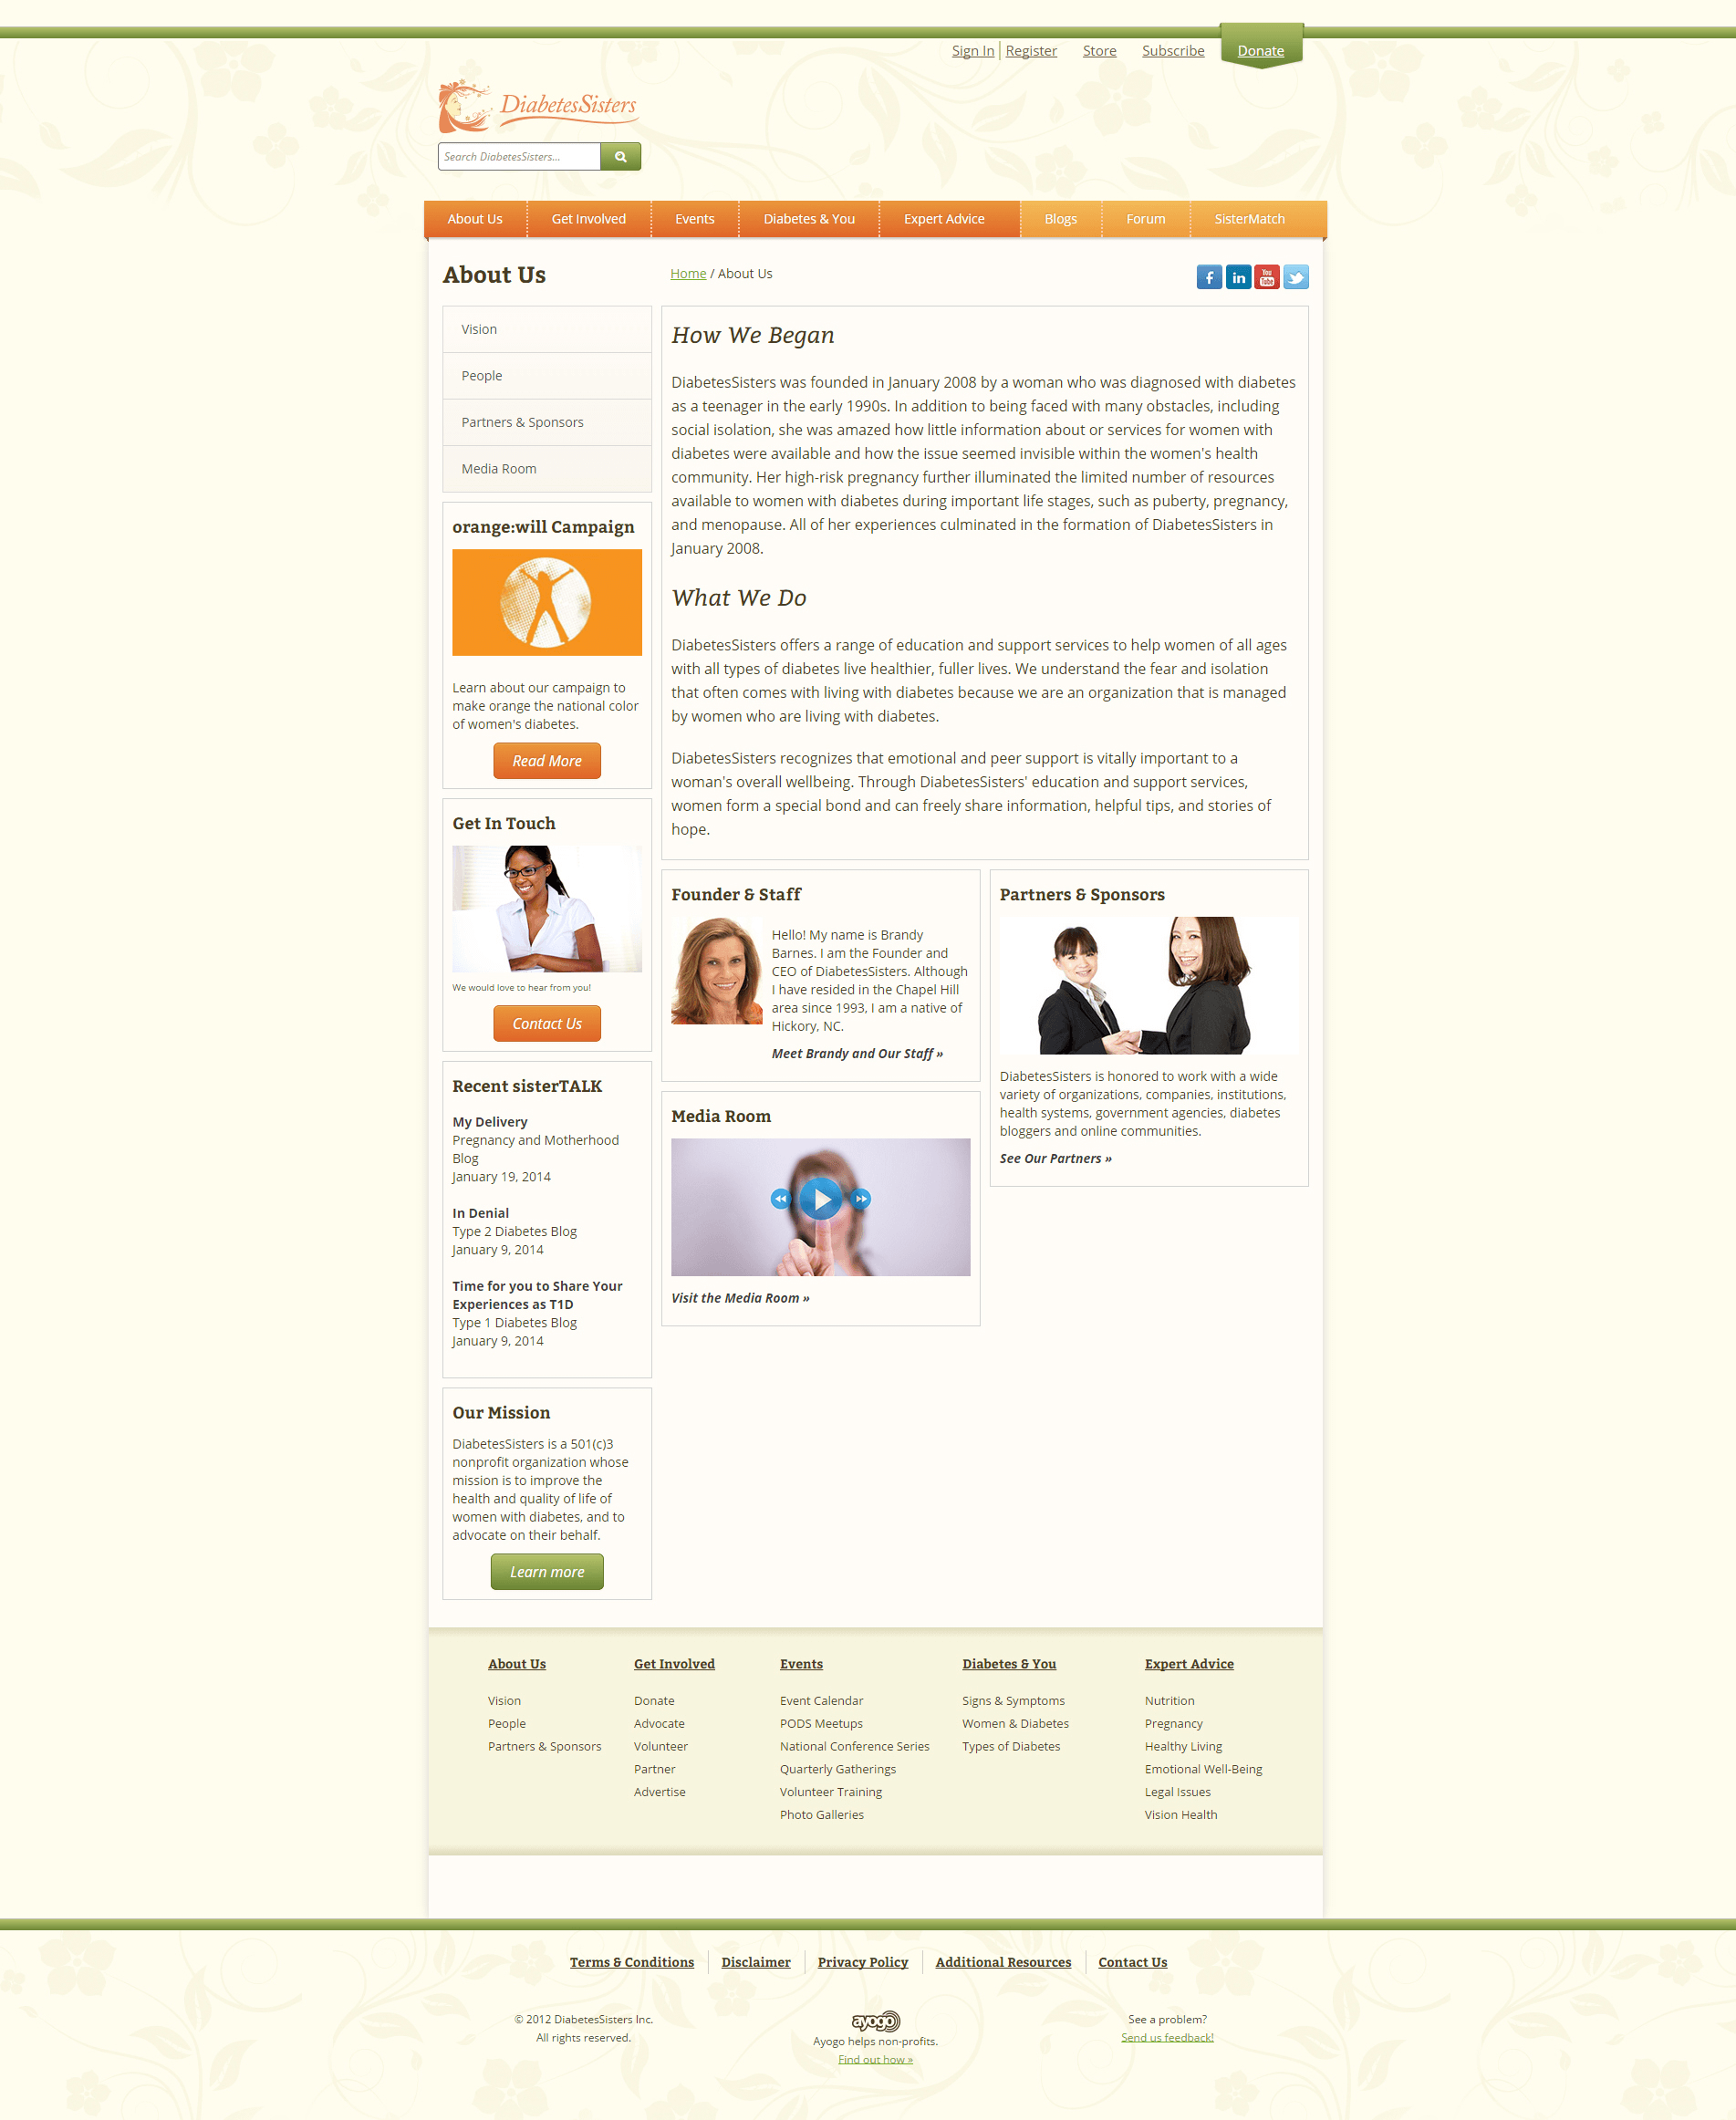 Sign In Register Store Subscribe Donate
DiabetesSisters
Search DiabetesSisters...
About Us Get Involved Events Diabetes & You Expert Advice Blogs Forum SisterMatch
About Us
Home / About Us
f in You Tube
Vision
People
Partners & Sponsors
Media Room
orange:will Campaign
Learn about our campaign to
make orange the national color
of women's diabetes.
Read More
Get In Touch
We would love to hear from you!
Contact Us
Recent sisterTALK
My Delivery
Pregnancy and Motherhood
Blog
January 19, 2014
In Denial
Type 2 Diabetes Blog
January 9, 2014
Time for you to Share Your
Experiences as T1D
Type 1 Diabetes Blog
January 9, 2014
Our Mission
DiabetesSisters is a 501(c)3
nonprofit organization whose
mission is to improve the
health and quality of life of
women with diabetes, and to
advocate on their behalf.
Learn more
How We Began
DiabetesSisters was founded in January 2008 by a woman who was diagnosed with diabetes
as a teenager in the early 1990s. In addition to being faced with many obstacles, including
social isolation, she was amazed how little information about or services for women with
diabetes were available and how the issue seemed invisible within the women's health
community. Her high-risk pregnancy further illuminated the limited number of resources
available to women with diabetes during important life stages, such as puberty, pregnancy,
and menopause. All of her experiences culminated in the formation of DiabetesSisters in
January 2008.
What We Do
DiabetesSisters offers a range of education and support services to help women of all ages
with all types of diabetes live healthier, fuller lives. We understand the fear and isolation
that often comes with living with diabetes because we are an organization that is managed
by women who are living with diabetes.
DiabetesSisters recognizes that emotional and peer support is vitally important to a
woman's overall wellbeing. Through DiabetesSisters' education and support services,
women form a special bond and can freely share information, helpful tips, and stories of
hope.
Founder & Staff
Hello! My name is Brandy
Barnes. I am the Founder and
CEO of DiabetesSisters. Although
I have resided in the Chapel Hill
area since 1993, I am a native of
Hickory, NC.
Meet Brandy and Our Staff »
Media Room
Visit the Media Room »
Partners & Sponsors
DiabetesSisters is honored to work with a wide
variety of organizations, companies, institutions,
health systems, government agencies, diabetes
bloggers and online communities.
See Our Partners »
About Us
Vision
People
Partners & Sponsors
Get Involved
Donate
Advocate
Volunteer
Partner
Advertise
Events
Event Calendar
PODS Meetups
National Conference Series
Quarterly Gatherings
Volunteer Training
Photo Galleries
Diabetes & You
Signs & Symptoms
Women & Diabetes
Types of Diabetes
Expert Advice
Nutrition
Pregnancy
Healthy Living
Emotional Well-Being
Legal Issues
Vision Health
Terms & Conditions Disclaimer Privacy Policy Additional Resources Contact Us
© 2012 DiabetesSisters Inc.
All rights reserved.
ayogo
Ayogo helps non-profits.
Find out how »
See a problem?
Send us feedback!